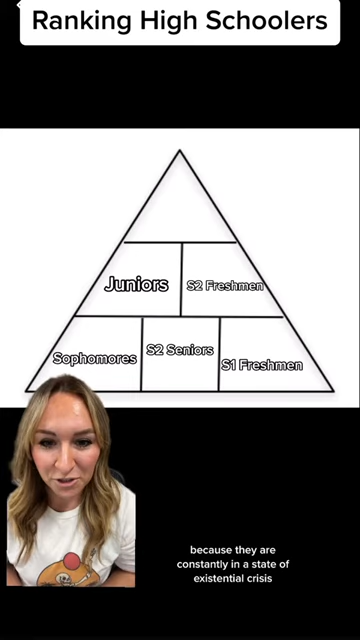 Ranking High Schoolers
Juniors
S2 Freshmen
Sophomores
S2 Seniors
S1 Freshmen
because they are
constantly in a state of
existential crisis